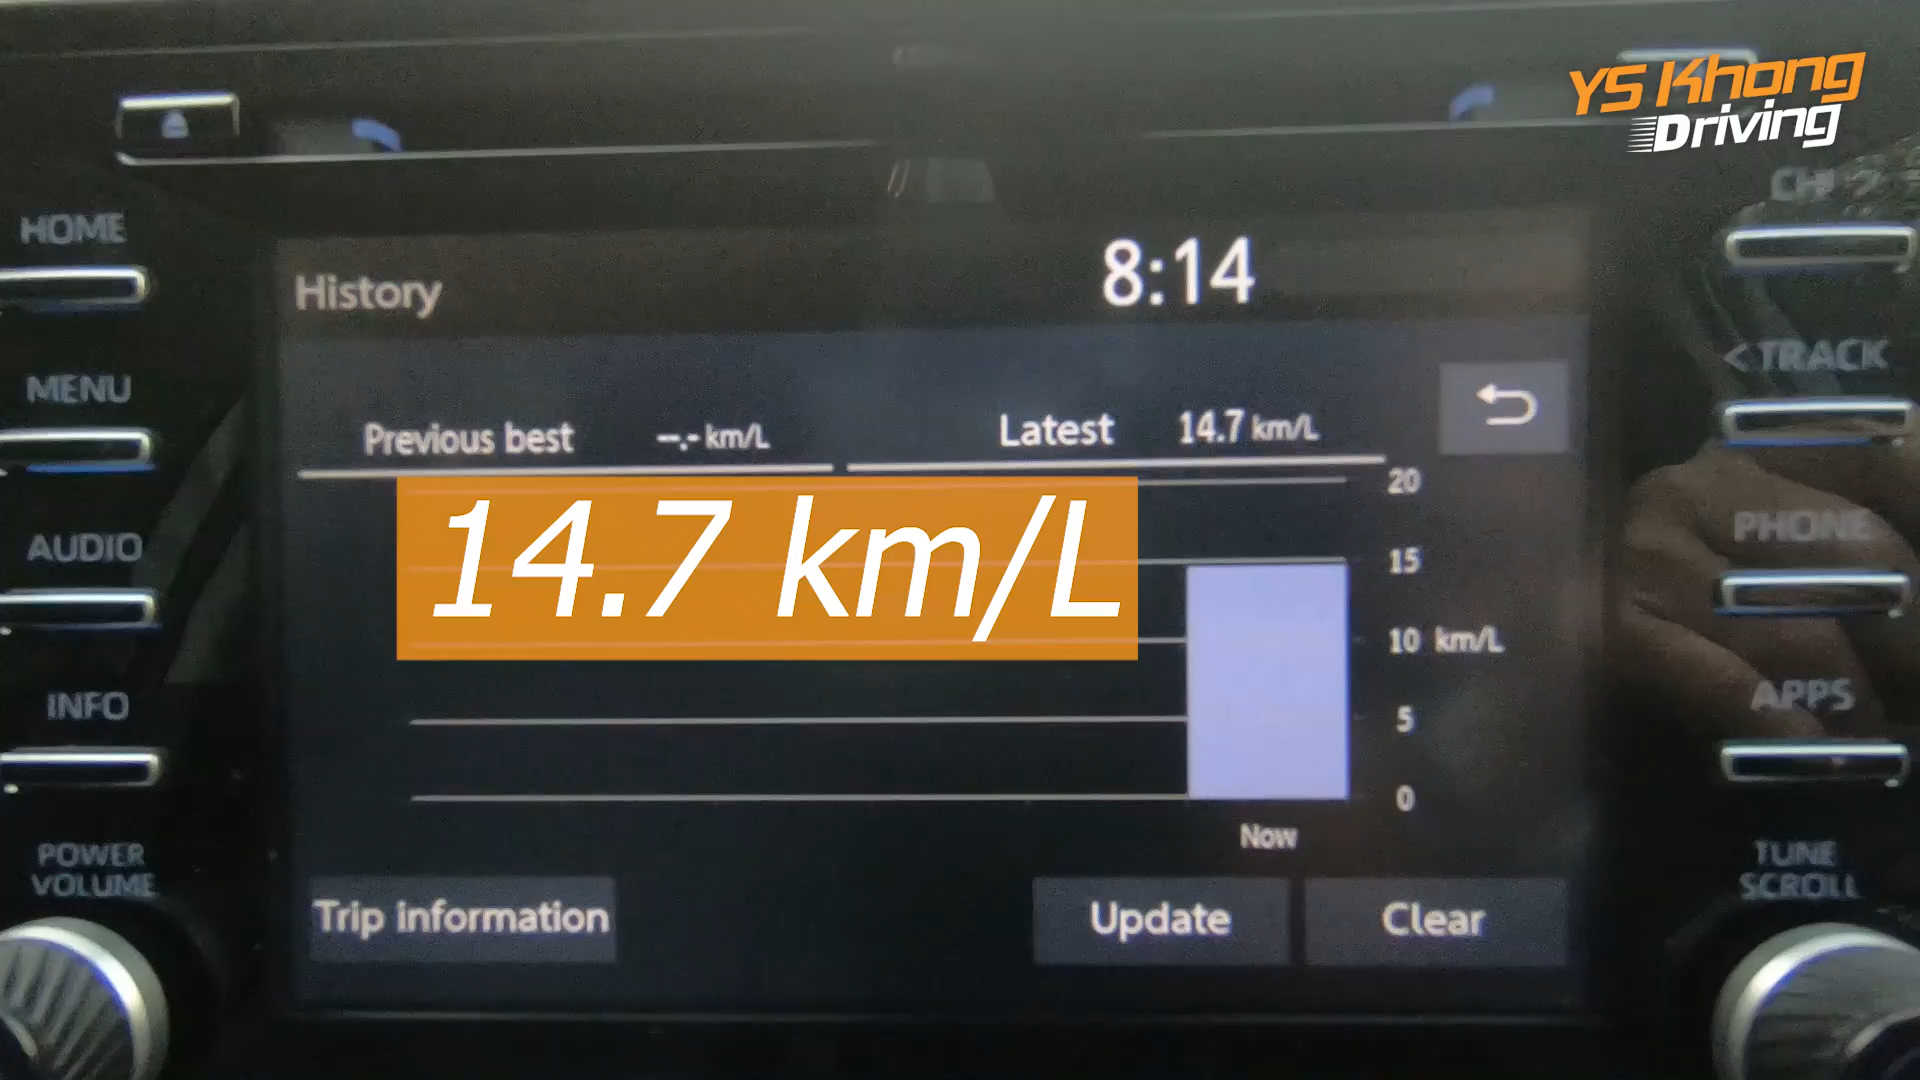 YS Khong
Driving
HOME
MENU
AUDIO
INFO
POWER
VOLUME
History
8:14
Previous best --.- km/L
Latest 14.7 km/L
14.7 km/L
20
15
10 km/L
5
0
Now
Trip information
Update
Clear
CH >
< TRACK
PHONE
APPS
TUNE
SCROLL